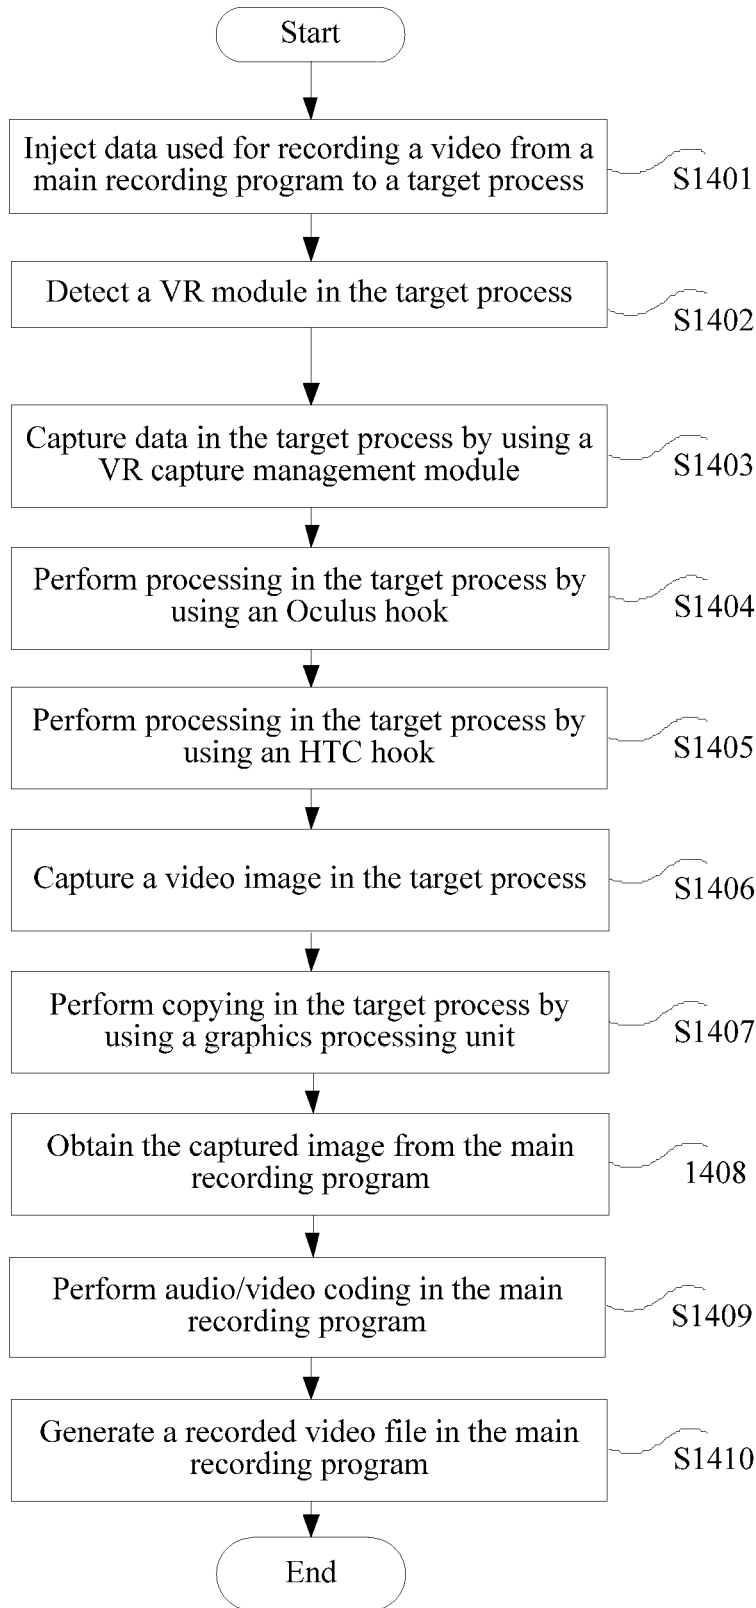 Start
Inject data used for recording a video from a
main recording program to a target process
S1401
Detect a VR module in the target process
S1402
Capture data in the target process by using a
VR capture management module
S1403
Perform processing in the target process by
using an Oculus hook
S1404
Perform processing in the target process by
using an HTC hook
S1405
Capture a video image in the target process
S1406
Perform copying in the target process by
using a graphics processing unit
S1407
Obtain the captured image from the main
recording program
1408
Perform audio/video coding in the main
recording program
S1409
Generate a recorded video file in the main
recording program
S1410
End